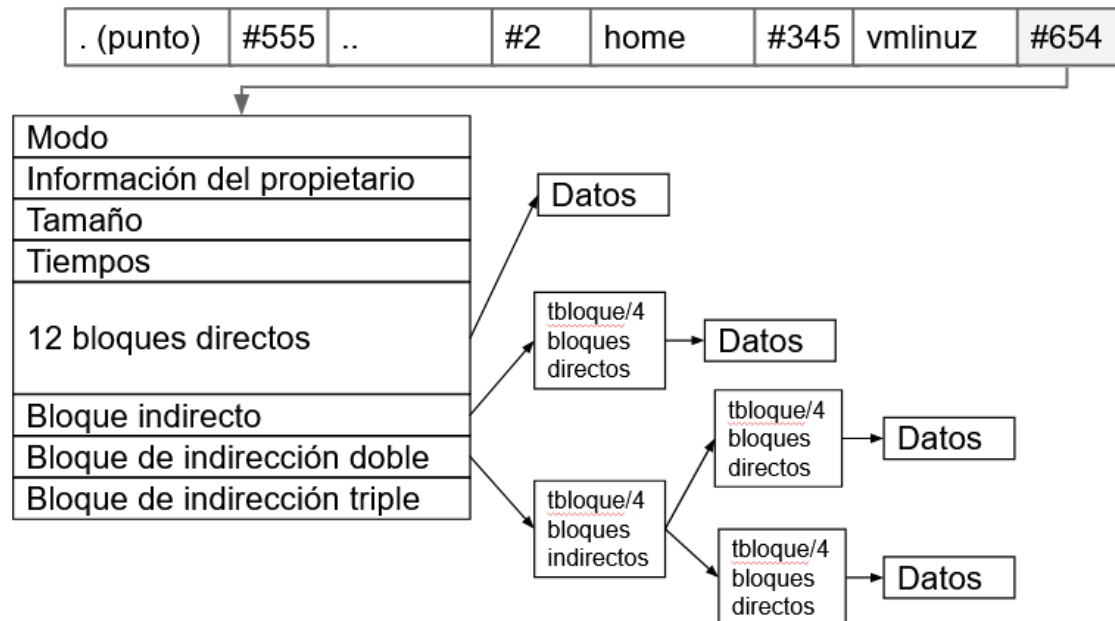 . (punto) #555 .. #2 home #345 vmlinuz #654
Modo
Información del propietario
Tamaño
Tiempos
12 bloques directos
Bloque indirecto
Bloque de indirección doble
Bloque de indirección triple
Datos
tbloque/4
bloques
directos
Datos
tbloque/4
bloques
indirectos
tbloque/4
bloques
directos
Datos
tbloque/4
bloques
directos
Datos